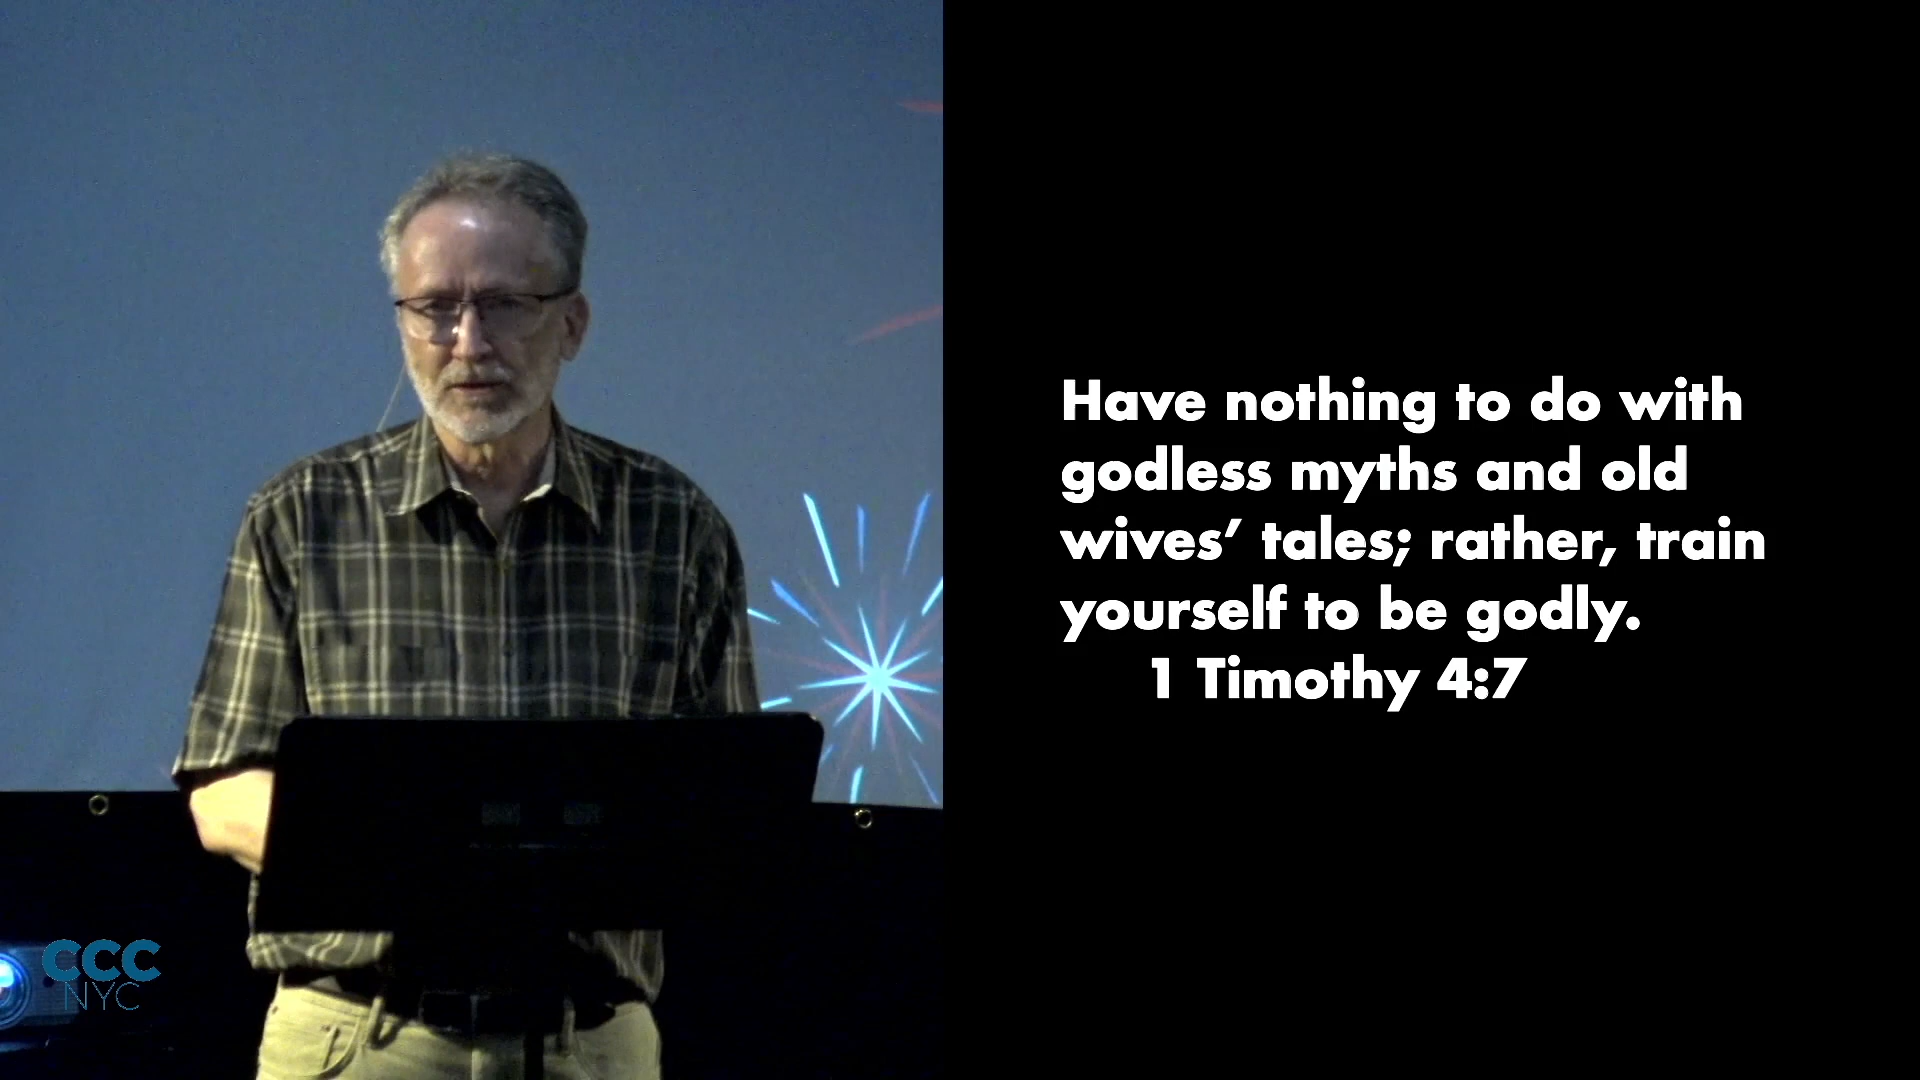 Have nothing to do with
godless myths and old
wives’ tales; rather, train
yourself to be godly.
1 Timothy 4:7
CCC
NYC